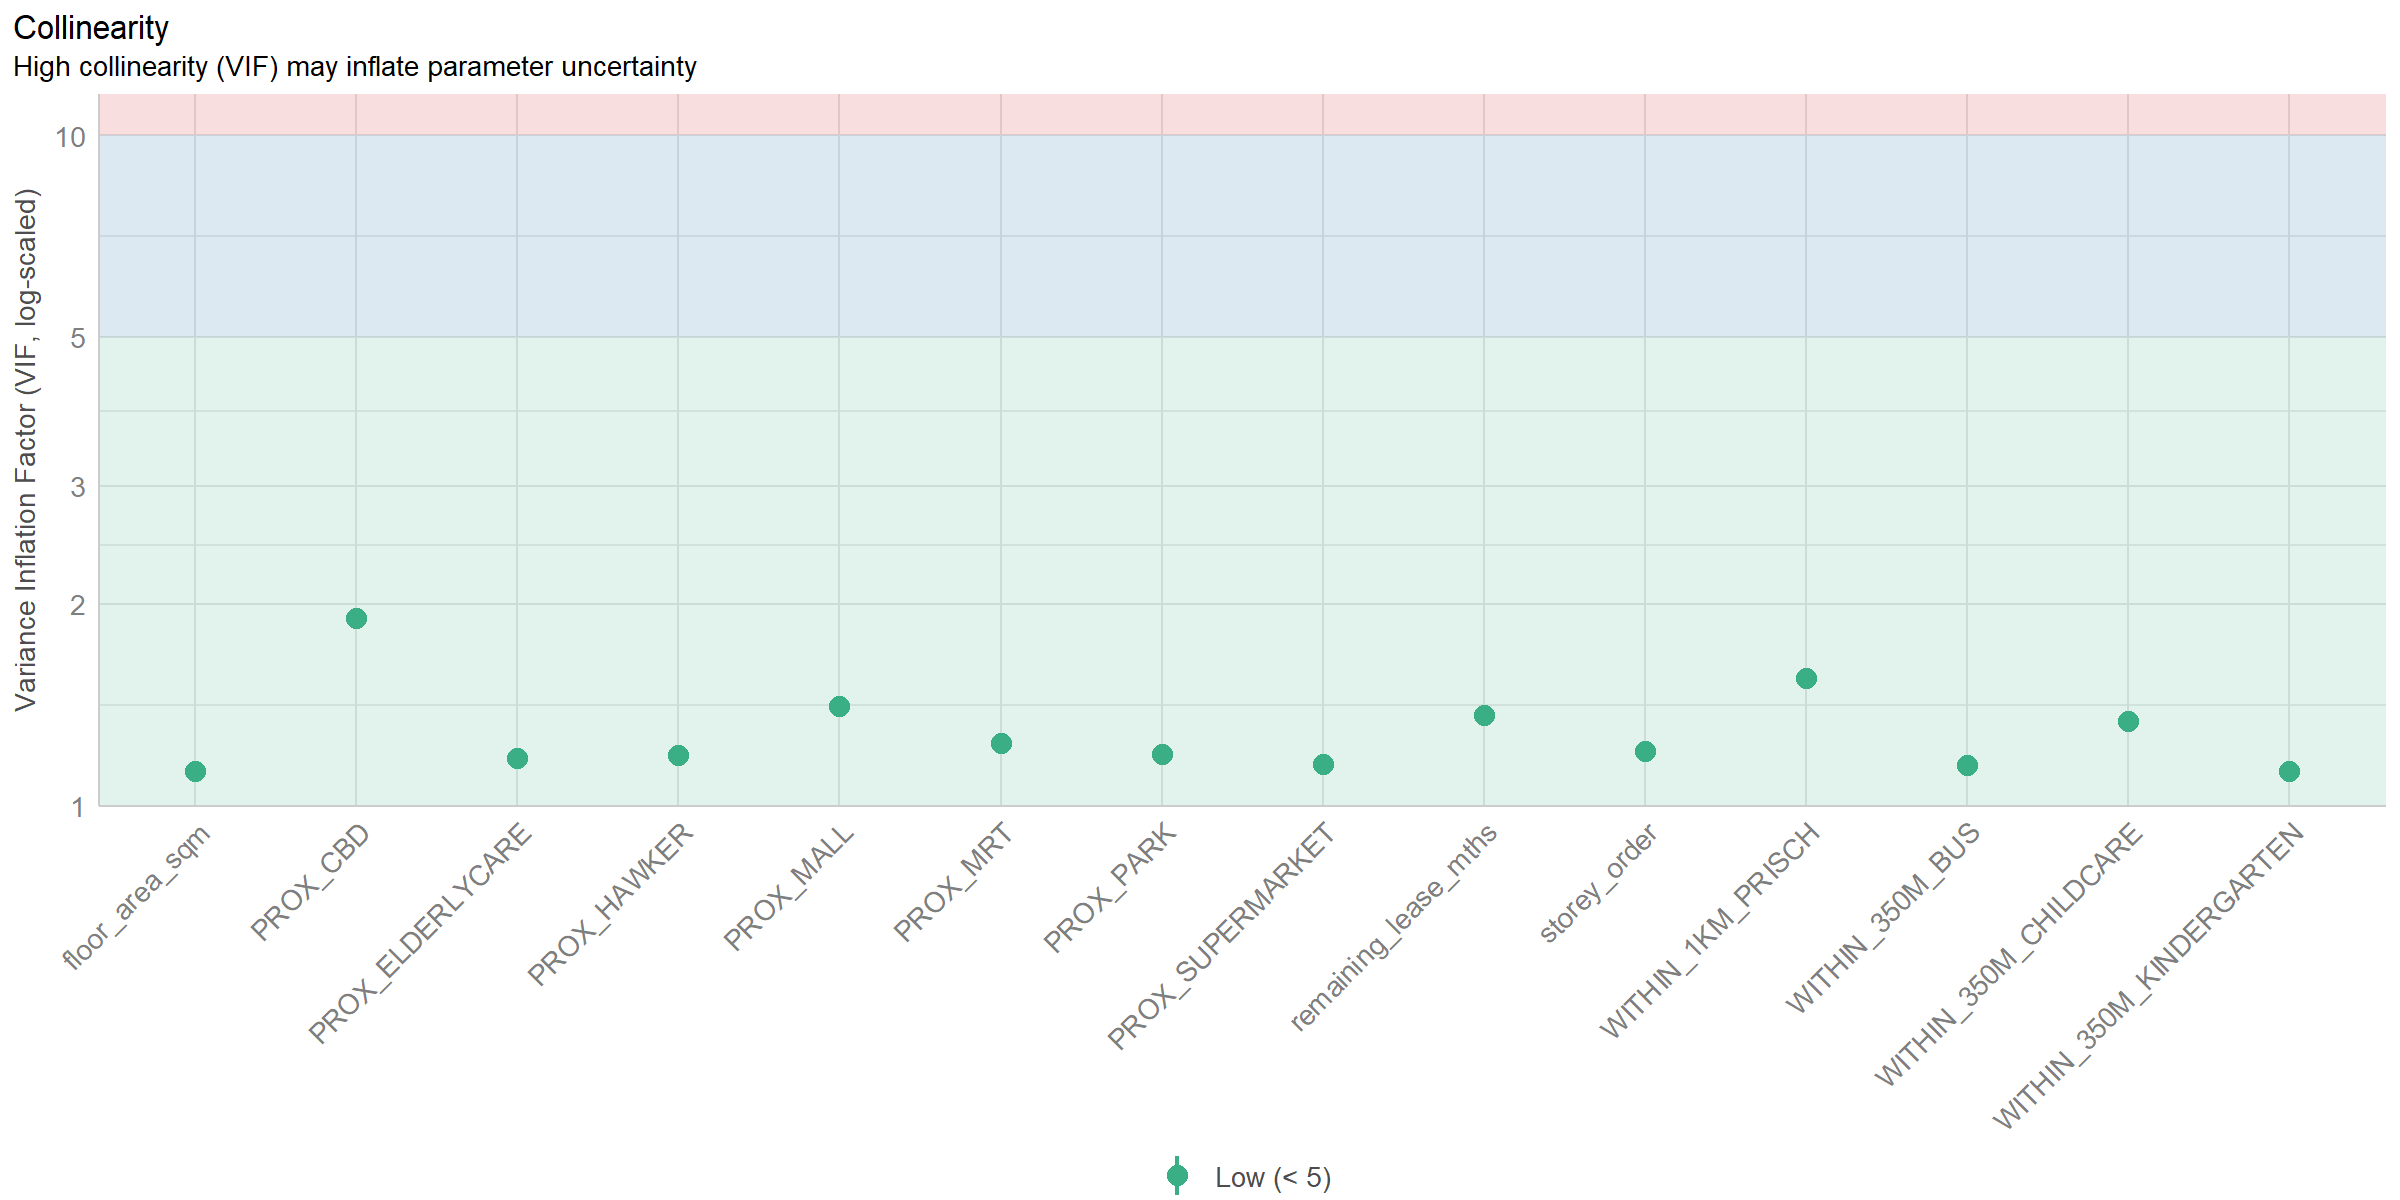 Collinearity
High collinearity (VIF) may inflate parameter uncertainty
Variance Inflation Factor (VIF, log-scaled)
10
5
3
2
1
floor_area_sqm
PROX_CBD
PROX_ELDERLYCARE
PROX_HAWKER
PROX_MALL
PROX_MRT
PROX_PARK
PROX_SUPERMARKET
remaining_lease_mths
storey_order
WITHIN_1KM_PRISCH
WITHIN_350M_BUS
WITHIN_350M_CHILDCARE
WITHIN_350M_KINDERGARTEN
Low (< 5)